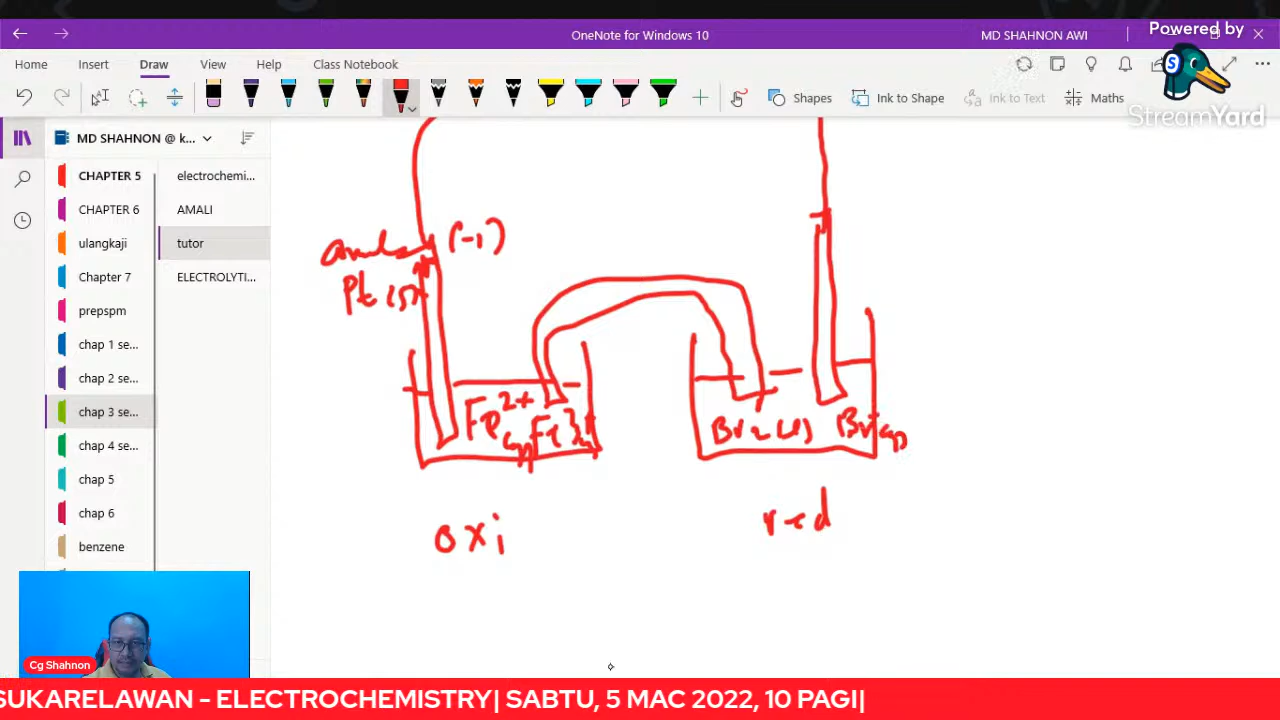 OneNote for Windows 10
MD SHAHNON AWI
Powered by
S
StreamYard
Home Insert Draw View Help Class Notebook
Shapes Ink to Shape Ink to Text Maths
MD SHAHNON @ k...
CHAPTER 5
CHAPTER 6
ulangkaji
Chapter 7
prepspm
chap 1 se...
chap 2 se...
chap 3 se...
chap 4 se...
chap 5
chap 6
benzene
electrochemi...
AMALI
tutor
ELECTROLYTI...
(-)
Pt (s)
Fe2+
Fe3+
Br2 (l)
oxi
red
Cg Shahnon
SUKARELAWAN - ELECTROCHEMISTRY| SABTU, 5 MAC 2022, 10 PAGI|